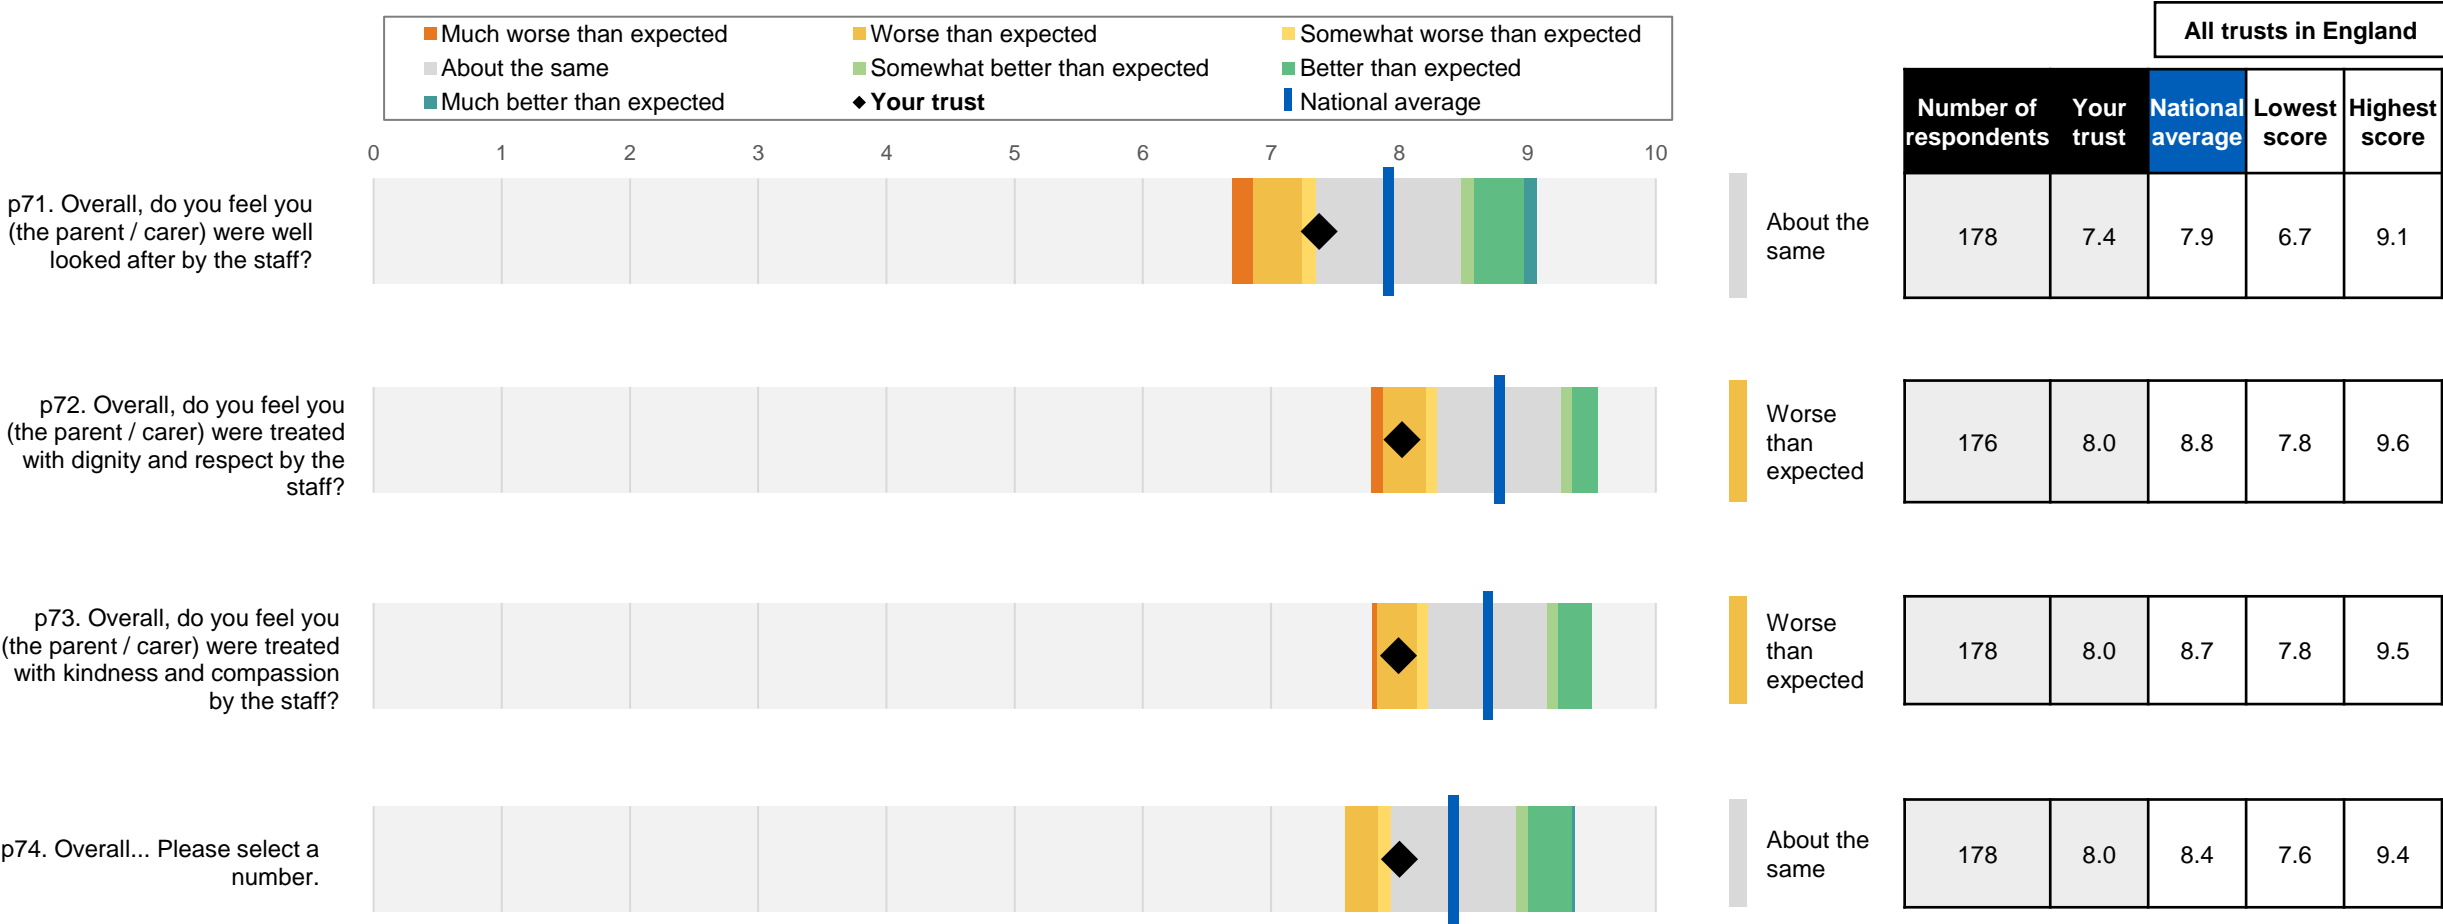 All trusts in England
Much worse than expected
Worse than expected
Somewhat worse than expected
About the same
Somewhat better than expected
Better than expected
Much better than expected
Your trust
National average
Number of respondents
Your trust
National average
Lowest score
Highest score
0 1 2 3 4 5 6 7 8 9 10
p71. Overall, do you feel you
(the parent / carer) were well
looked after by the staff?
About the
same
178 7.4 7.9 6.7 9.1
p72. Overall, do you feel you
(the parent / carer) were treated
with dignity and respect by the
staff?
Worse
than
expected
176 8.0 8.8 7.8 9.6
p73. Overall, do you feel you
(the parent / carer) were treated
with kindness and compassion
by the staff?
Worse
than
expected
178 8.0 8.7 7.8 9.5
p74. Overall... Please select a
number.
About the
same
178 8.0 8.4 7.6 9.4